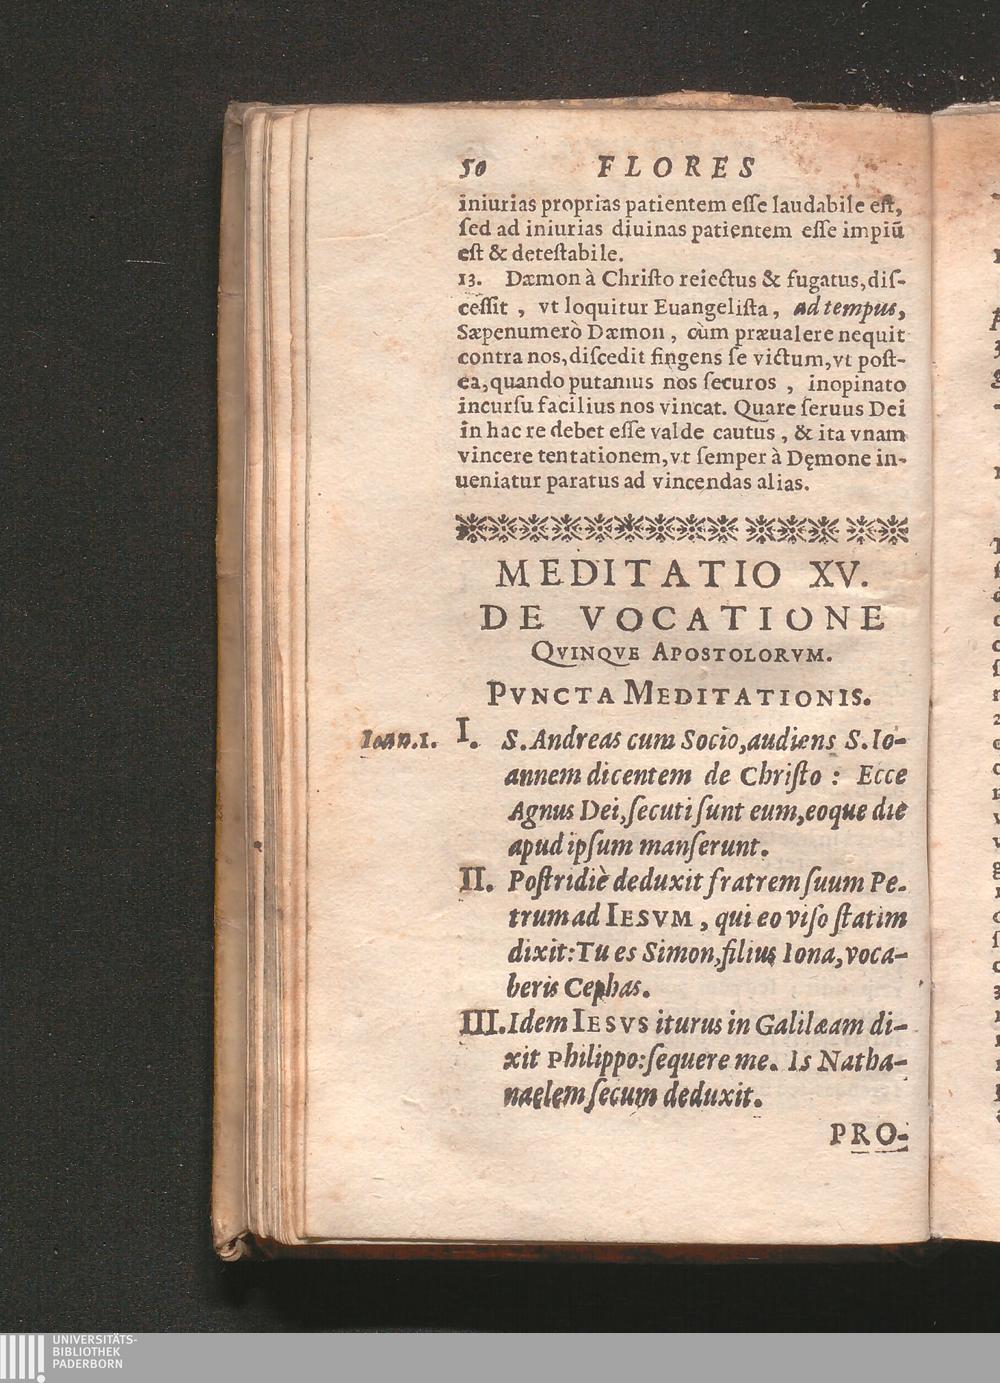 50 FLORES
iniurias proprias patientem eſſe laudabile eſt,
ſed ad iniurias diuinas patientem eſſe impiū
eſt & deteſtabile.
13. Dæmon à Chriſto reiectus & fugatus, diſ-
ceſſit, vt loquitur Euangeliſta, ad tempus,
Sæpenumerò Dæmon, cùm præualere nequit
contra nos, diſcedit fingens ſe victum, vt poſt-
ea, quando putamus nos ſecuros, inopinato
incurſu facilius nos vincat. Quare ſeruus Dei
in hac re debet eſſe valde cautus, & ita vnam
vincere tentationem, vt ſemper à Dęmone in-
ueniatur paratus ad vincendas alias.
MEDITATIO XV.
DE VOCATIONE
QVINQVE APOSTOLORVM.
PVNCTA MEDITATIONIS.
Ioan.1. I. S. Andreas cum Socio, audiens S. Io-
annem dicentem de Chriſto: Ecce
Agnus Dei, ſecuti ſunt eum, eoque die
apud ipſum manſerunt.
II. Poſtridiè deduxit fratrem ſuum Pe-
trum ad IESVM, qui eo viſo ſtatim
dixit: Tu es Simon, filius Iona, voca-
beris Cephas.
III. Idem IESVS iturus in Galilæam di-
xit Philippo: ſequere me. Is Natha-
naelem ſecum deduxit.
PRO-
UNIVERSITÄTS-
BIBLIOTHEK
PADERBORN